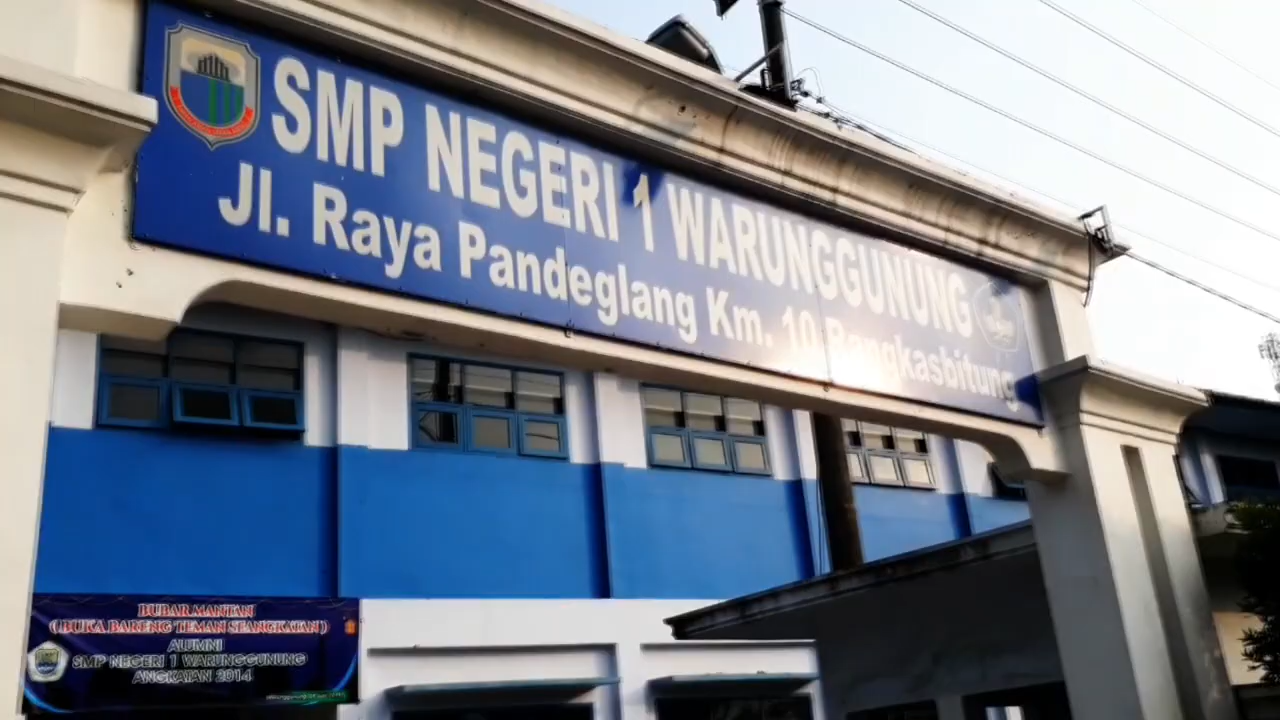 SMP NEGERI 1 WARUNGGUNUNG
Jl. Raya Pandeglang Km. 10 Rangkasbitung
BUBAR MANTAN
( BUKA BARENG TEMAN SEANGKATAN )
ALUMNI
SMP NEGERI 1 WARUNGGUNUNG
ANGKATAN 2014